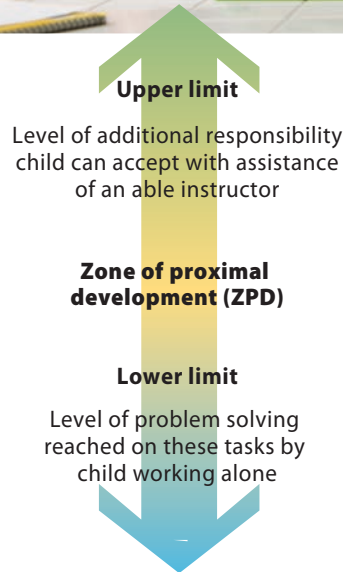 Upper limit
Level of additional responsibility
child can accept with assistance
of an able instructor
Zone of proximal
development (ZPD)
Lower limit
Level of problem solving
reached on these tasks by
child working alone